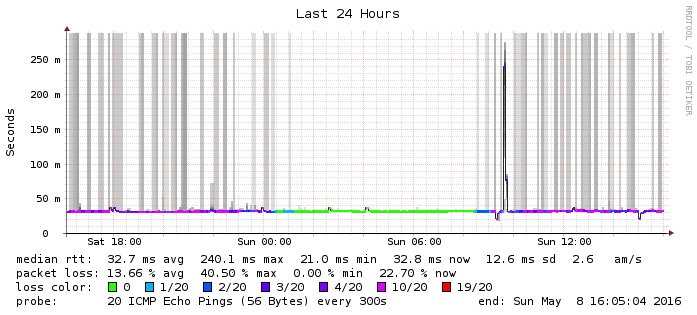 Last 24 Hours
RRDTOOL / TOBI OETIKER
Seconds
250 m
200 m
150 m
100 m
50 m
0
Sat 18:00 Sun 00:00 Sun 06:00 Sun 12:00
median rtt: 32.7 ms avg 240.1 ms max 21.0 ms min 32.8 ms now 12.6 ms sd 2.6 am/s
packet loss: 13.66 % avg 40.50 % max 0.00 % min 22.70 % now
loss color: 0 1/20 2/20 3/20 4/20 10/20 19/20
probe: 20 ICMP Echo Pings (56 Bytes) every 300s end: Sun May 8 16:05:04 2016